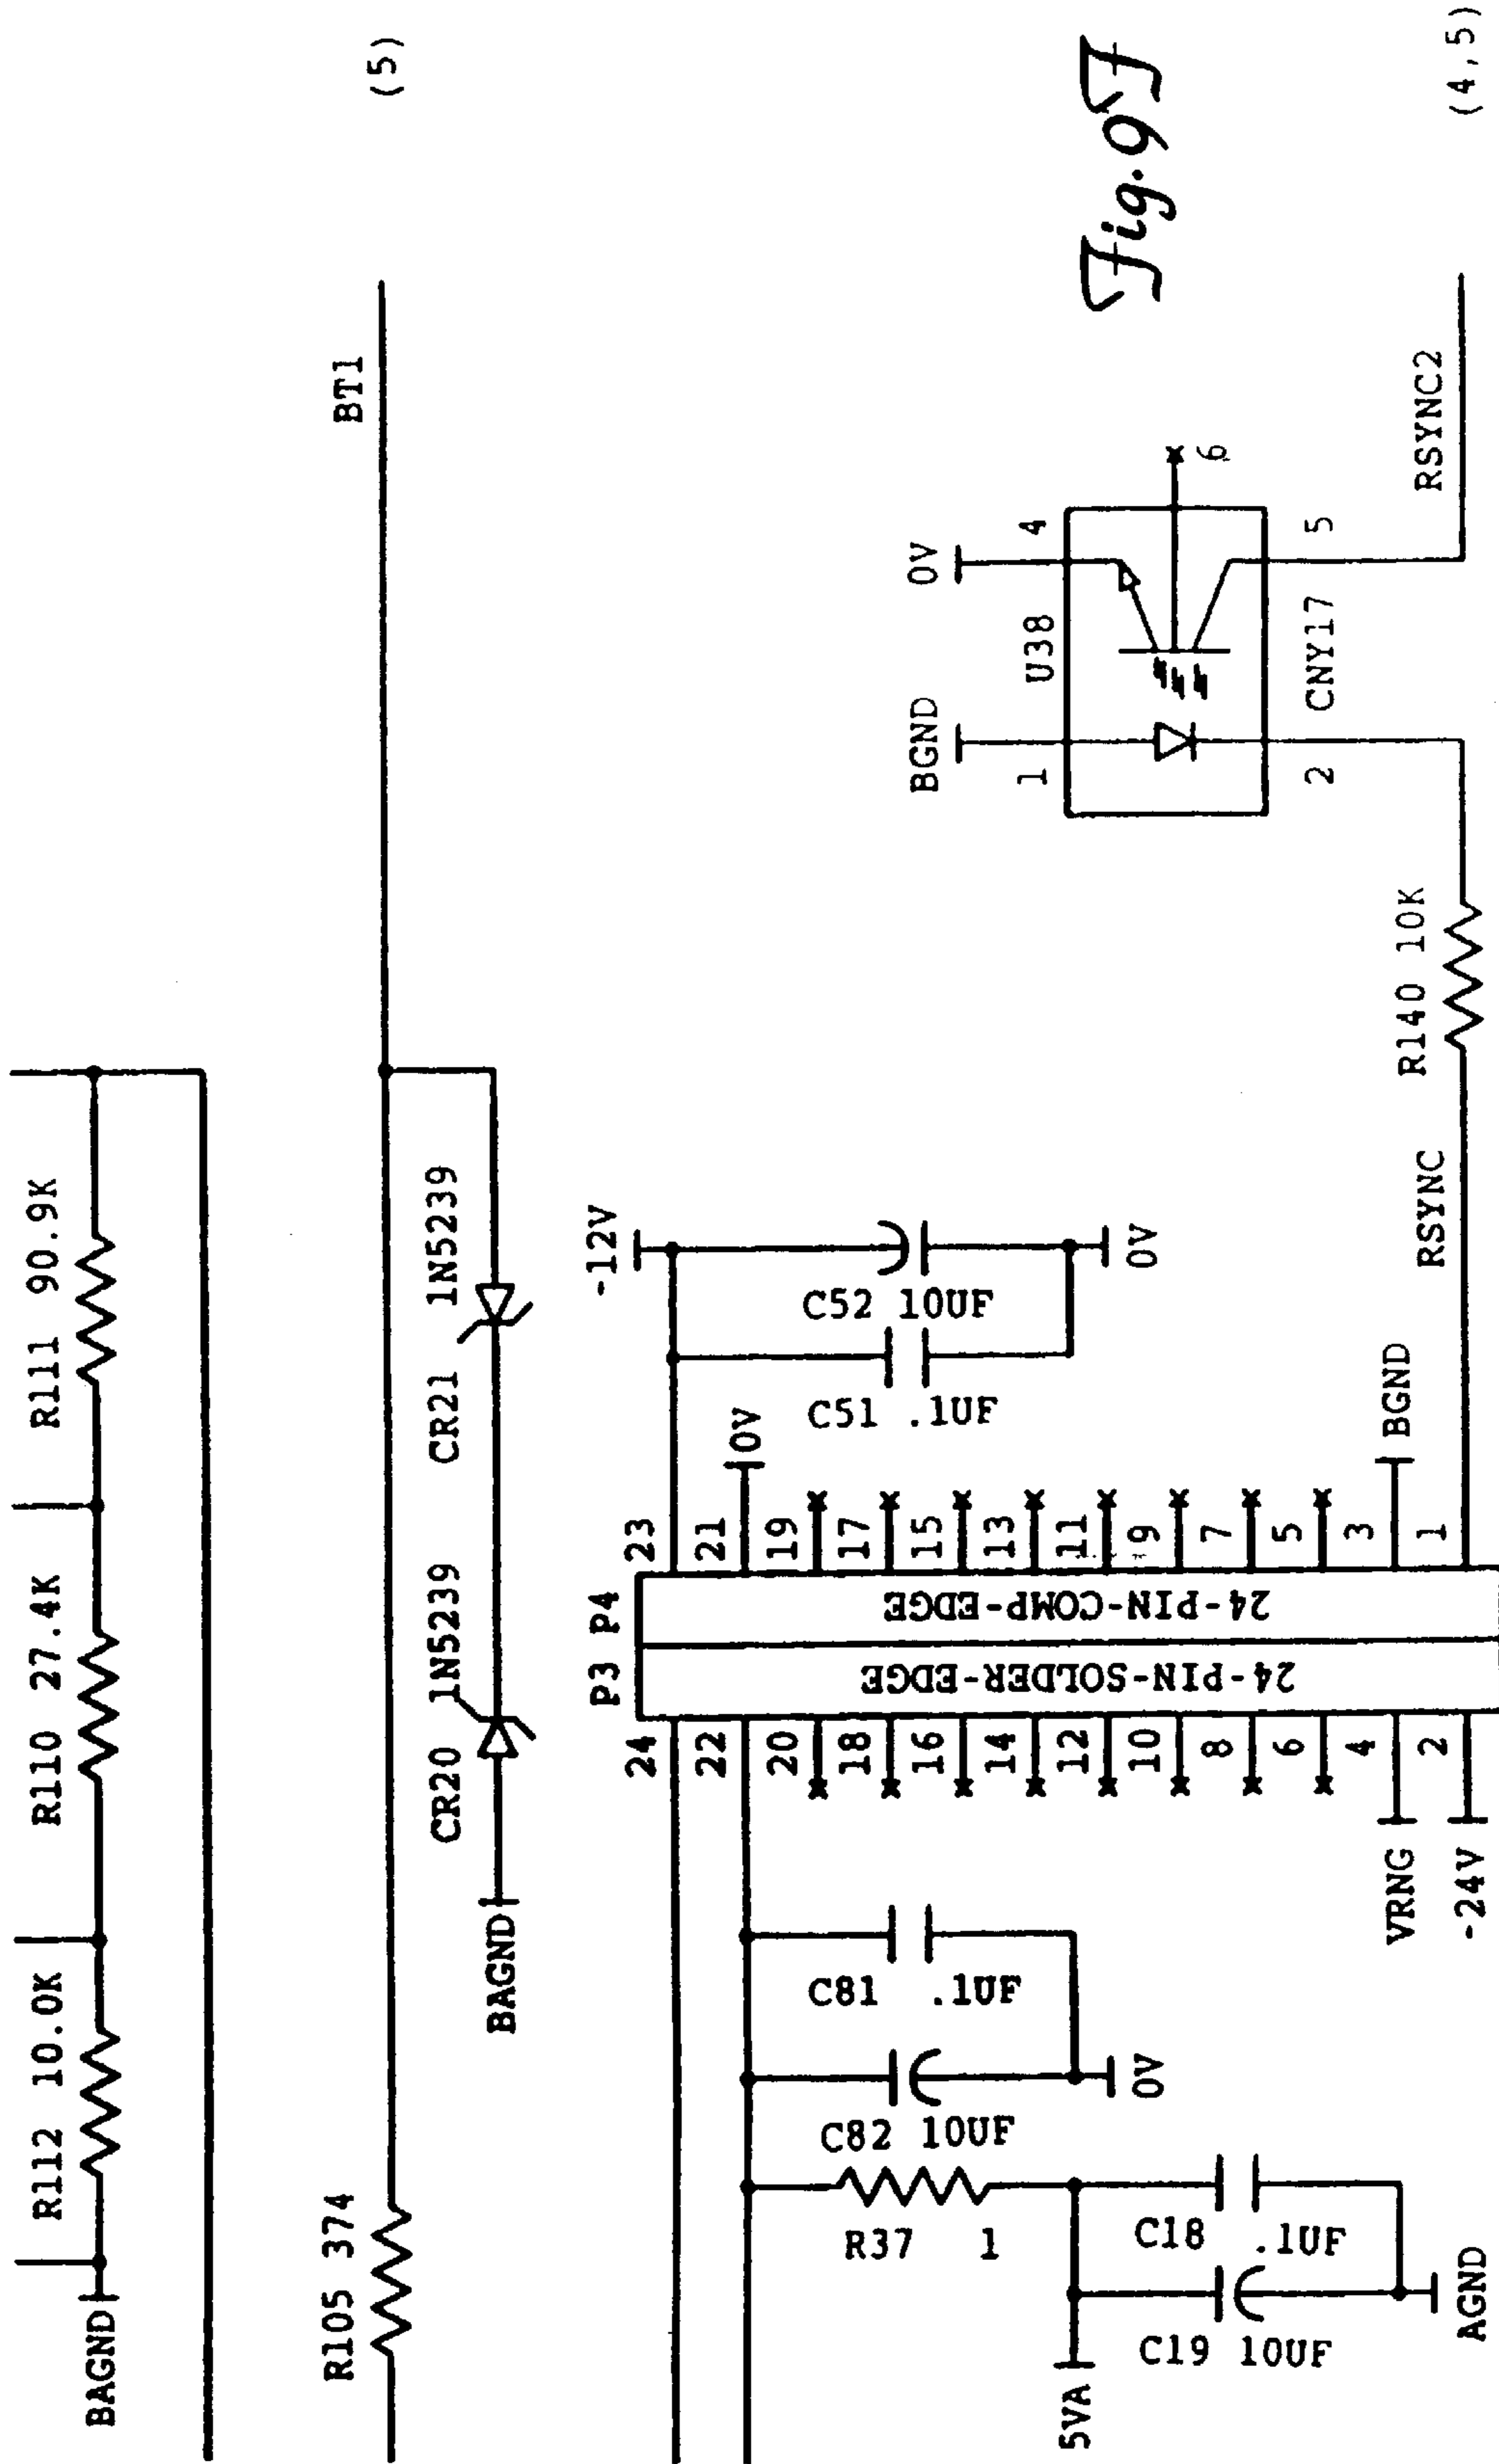 BAGND
R112 10.0K
R110 27.4K
R111 90.9K
R105 374
BT1
(5)
BAGND
CR20 1N5239
CR21 1N5239
-12V
C52 10UF
C51 .1UF
0V
0V
P3 P4
24-PIN-SOLDER-EDGE
24-PIN-COMP-EDGE
24
22
20
18
16
14
12
10
8
6
4
2
23
21
19
17
15
13
11
9
7
5
3
1
C81 .1UF
C82 10UF
0V
R37 1
C18 .1UF
C19 10UF
5VA
AGND
VRNG
-24V
BGND
RSYNC
R140 10K
BGND
0V
1
U38
4
6
2
CNY17
5
RSYNC2
(4,5)
Fig.9F